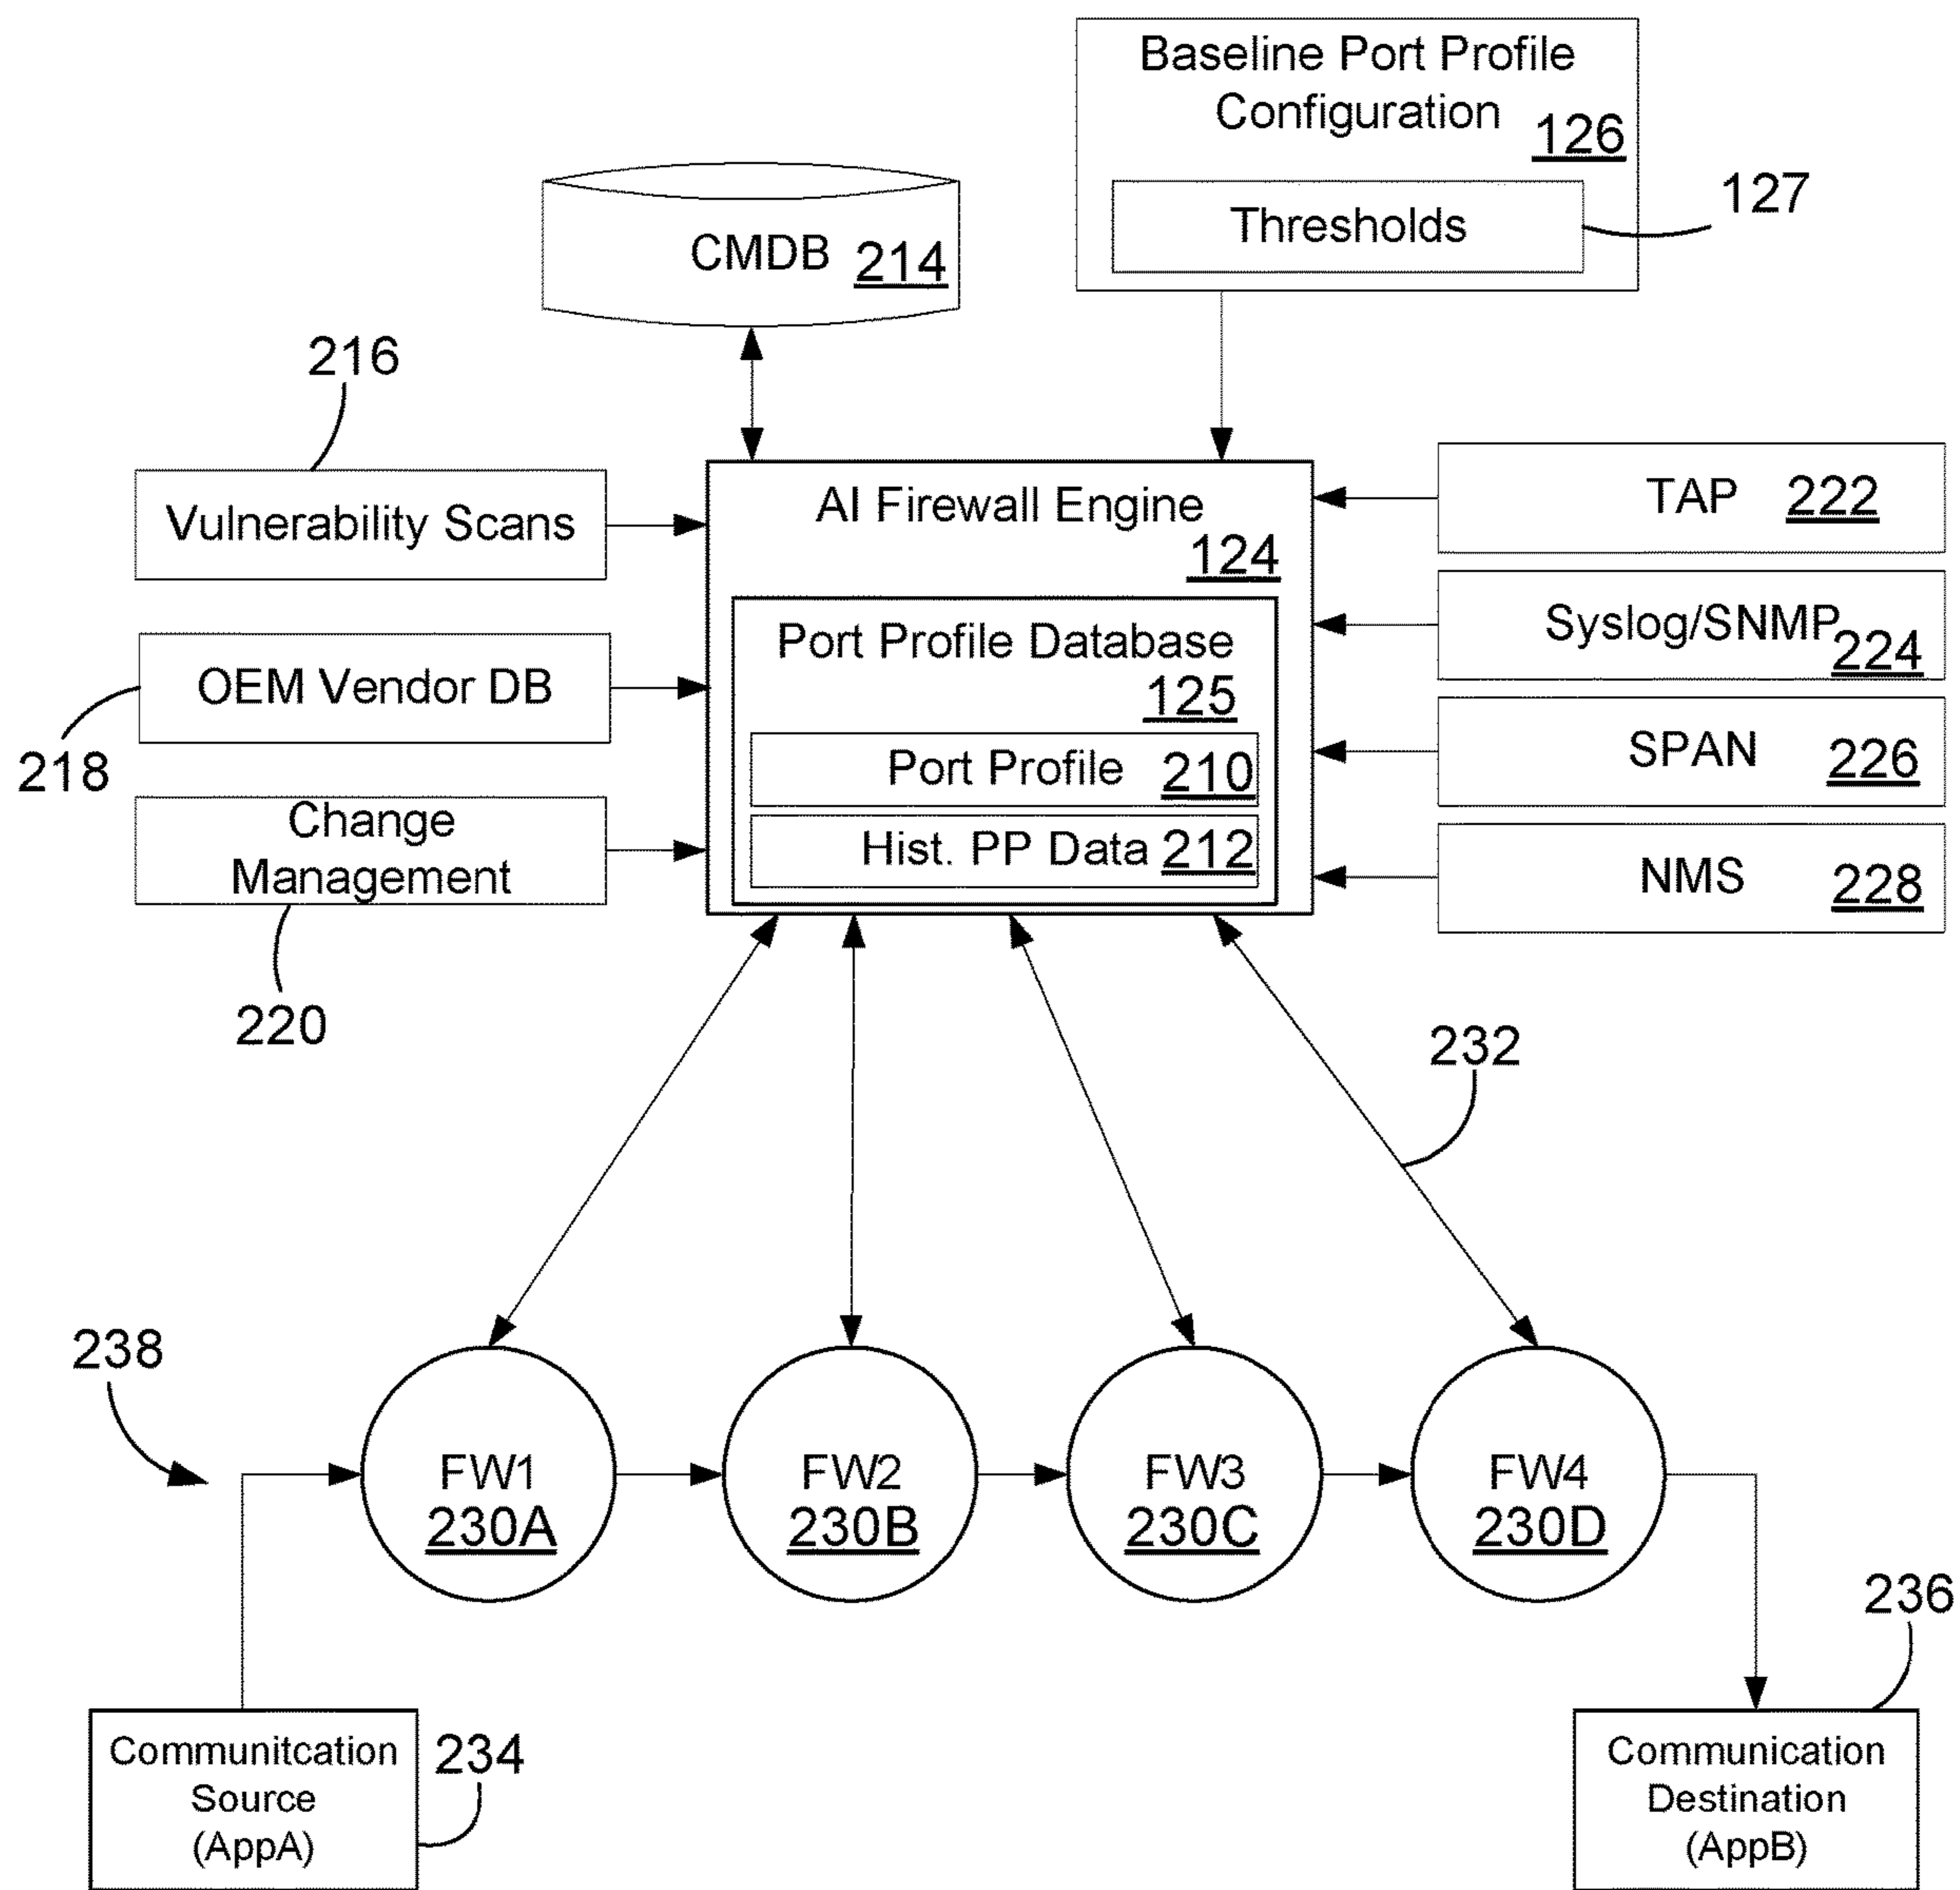 Baseline Port Profile
Configuration 126
Thresholds
127
CMDB 214
216
Vulnerability Scans
OEM Vendor DB
218
Change
Management
220
AI Firewall Engine
124
Port Profile Database
125
Port Profile 210
Hist. PP Data 212
TAP 222
Syslog/SNMP 224
SPAN 226
NMS 228
232
238
FW1
230A
FW2
230B
FW3
230C
FW4
230D
236
Communitcation
Source
(AppA)
234
Communication
Destination
(AppB)